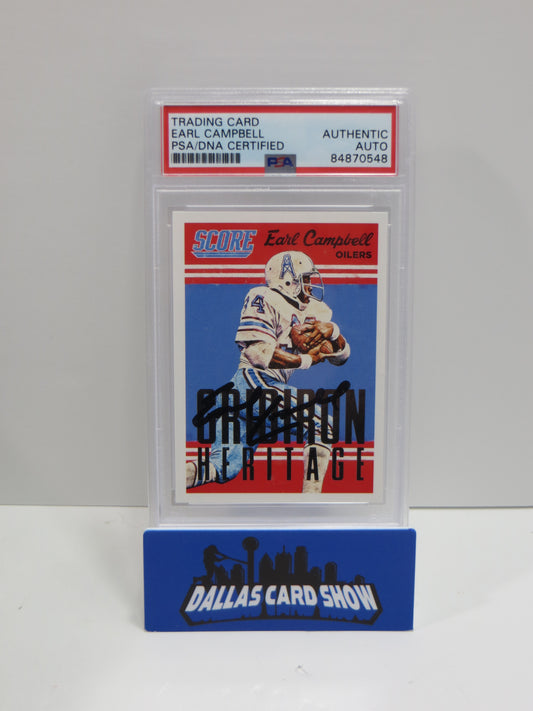 TRADING CARD
EARL CAMPBELL
PSA/DNA CERTIFIED
AUTHENTIC
AUTO
84870548
PSA
SCORE
Earl Campbell
OILERS
34
GRIDIRON
HERITAGE
DALLAS CARD SHOW